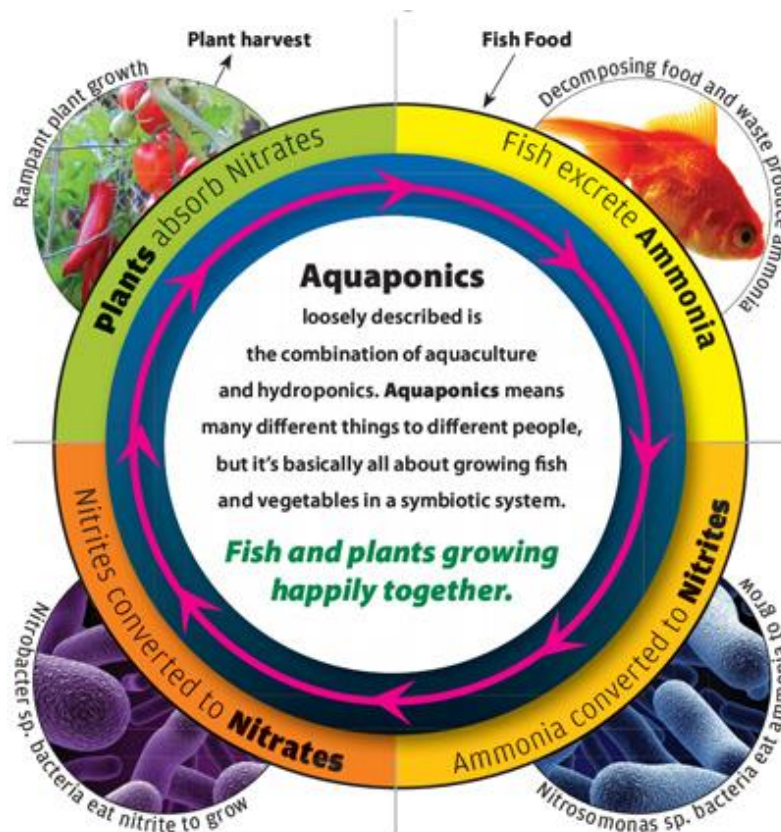 Plant harvest
Fish Food
Rampant plant growth
Decomposing food and waste produce ammonia
Plants absorb Nitrates
Fish excrete Ammonia
Aquaponics
loosely described is
the combination of aquaculture
and hydroponics. Aquaponics means
many different things to different people,
but it's basically all about growing fish
and vegetables in a symbiotic system.
Fish and plants growing
happily together.
Nitrites converted to Nitrates
Ammonia converted to Nitrites
Nitrobacter sp. bacteria eat nitrite to grow
Nitrosomonas sp. bacteria eat ammonia to grow